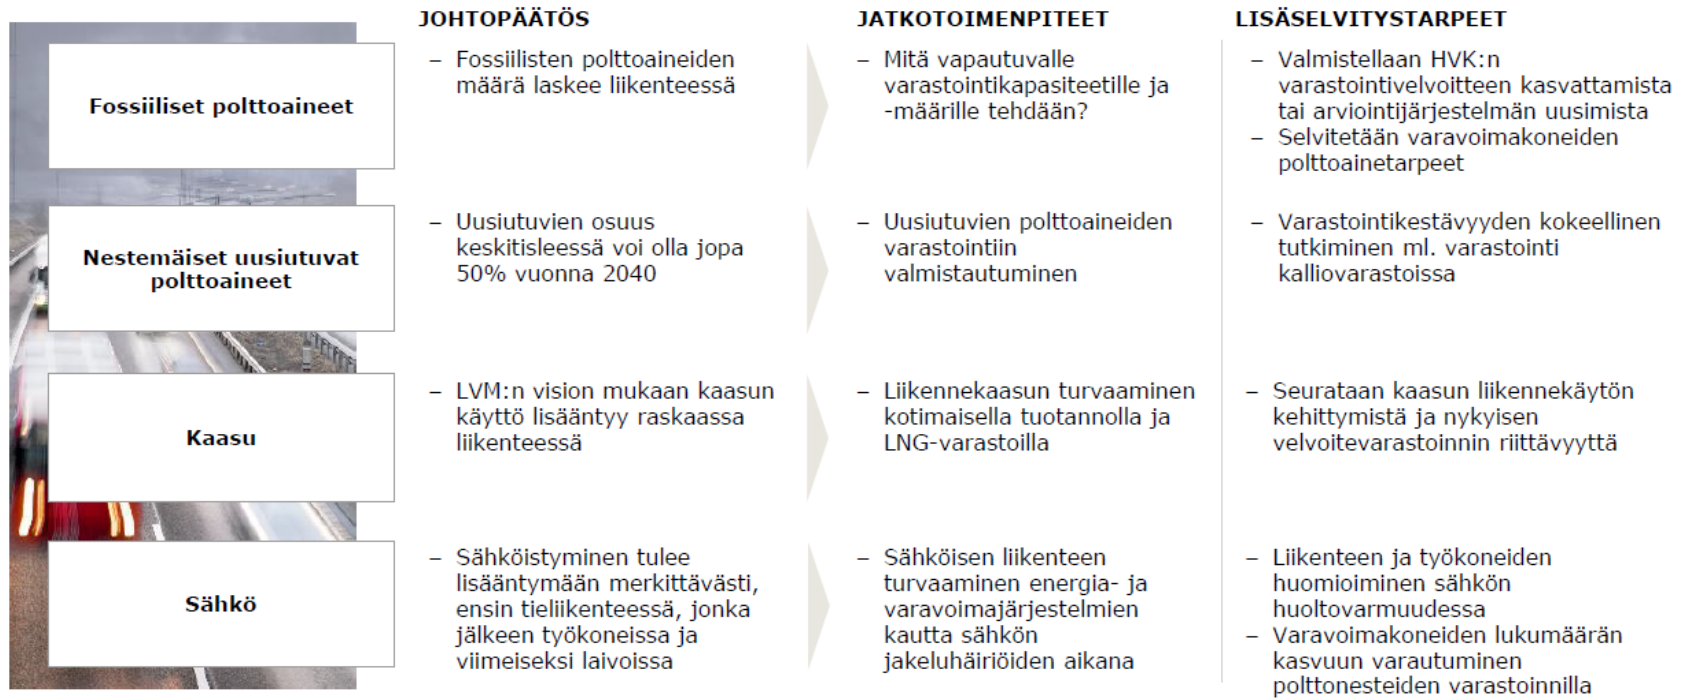 JOHTOPÄÄTÖS
JATKOTOIMENPITEET
LISÄSELVITYSTARPEET
Fossiiliset polttoaineet
– Fossiilisten polttoaineiden
määrä laskee liikenteessä
– Mitä vapautuvalle
varastointikapasiteetille ja
-määrille tehdään?
– Valmistellaan HVK:n
varastointivelvoitteen kasvattamista
tai arviointijärjestelmän uusimista
– Selvitetään varavoimakoneiden
polttoainetarpeet
Nestemäiset uusiutuvat
polttoaineet
– Uusiutuvien osuus
keskitisleessä voi olla jopa
50% vuonna 2040
– Uusiutuvien polttoaineiden
varastointiin
valmistautuminen
– Varastointikestävyyden kokeellinen
tutkiminen ml. varastointi
kalliovarastoissa
Kaasu
– LVM:n vision mukaan kaasun
käyttö lisääntyy raskaassa
liikenteessä
– Liikennekaasun turvaaminen
kotimaisella tuotannolla ja
LNG-varastoilla
– Seurataan kaasun liikennekäytön
kehittymistä ja nykyisen
velvoitevarastoinnin riittävyyttä
Sähkö
– Sähköistyminen tulee
lisääntymään merkittävästi,
ensin tieliikenteessä, jonka
jälkeen työkoneissa ja
viimeiseksi laivoissa
– Sähköisen liikenteen
turvaaminen energia- ja
varavoimajärjestelmien
kautta sähkön
jakeluhäiriöiden aikana
– Liikenteen ja työkoneiden
huomioiminen sähkön
huoltovarmuudessa
– Varavoimakoneiden lukumäärän
kasvuun varautuminen
polttonesteiden varastoinnilla